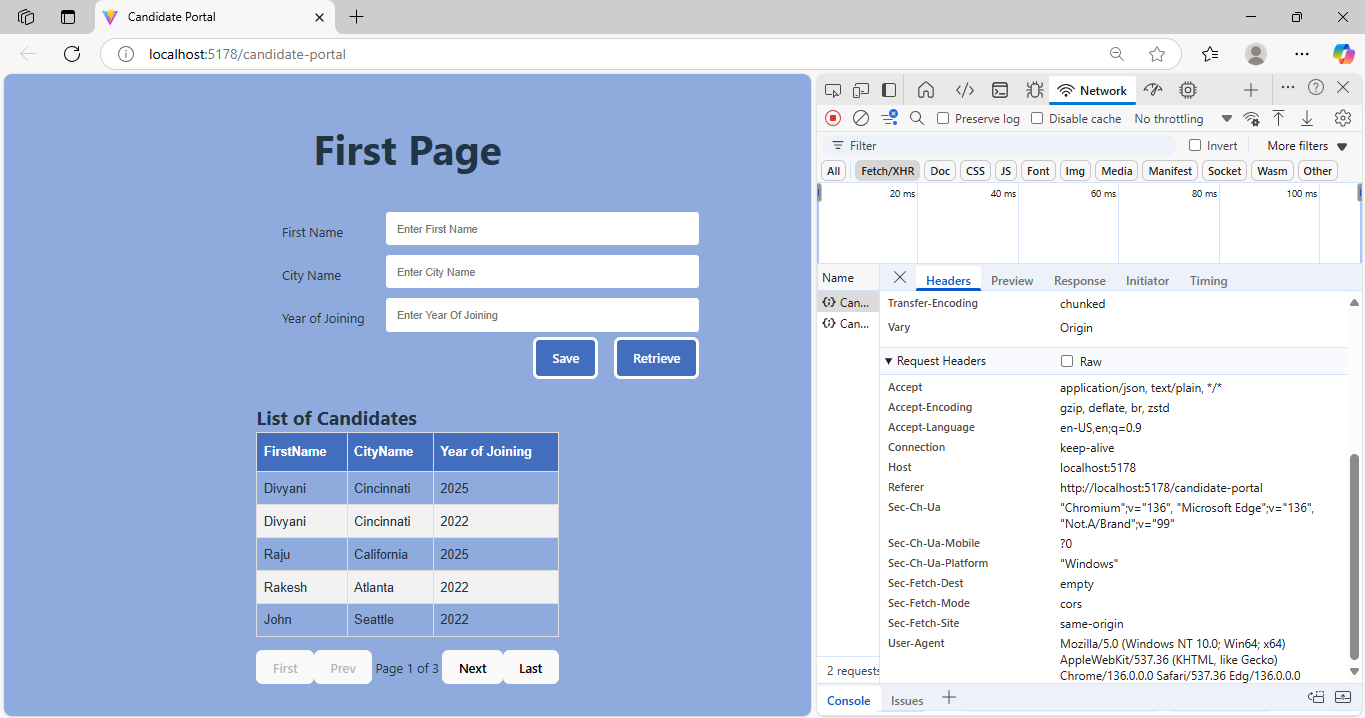 Candidate Portal
localhost:5178/candidate-portal
First Page
First Name
Enter First Name
City Name
Enter City Name
Year of Joining
Enter Year Of Joining
Save Retrieve
List of Candidates
FirstName CityName Year of Joining
Divyani Cincinnati 2025
Divyani Cincinnati 2022
Raju California 2025
Rakesh Atlanta 2022
John Seattle 2022
First Prev Page 1 of 3 Next Last
Network
Preserve log Disable cache No throttling
Filter Invert More filters
All Fetch/XHR Doc CSS JS Font Img Media Manifest Socket Wasm Other
20 ms 40 ms 60 ms 80 ms 100 ms
Name
Can...
Can...
2 requests
Headers Preview Response Initiator Timing
Transfer-Encoding chunked
Vary Origin
Request Headers Raw
Accept application/json, text/plain, */*
Accept-Encoding gzip, deflate, br, zstd
Accept-Language en-US,en;q=0.9
Connection keep-alive
Host localhost:5178
Referer http://localhost:5178/candidate-portal
Sec-Ch-Ua "Chromium";v="136", "Microsoft Edge";v="136",
"Not.A/Brand";v="99"
Sec-Ch-Ua-Mobile ?0
Sec-Ch-Ua-Platform "Windows"
Sec-Fetch-Dest empty
Sec-Fetch-Mode cors
Sec-Fetch-Site same-origin
User-Agent Mozilla/5.0 (Windows NT 10.0; Win64; x64)
AppleWebKit/537.36 (KHTML, like Gecko)
Chrome/136.0.0.0 Safari/537.36 Edg/136.0.0.0
Console Issues